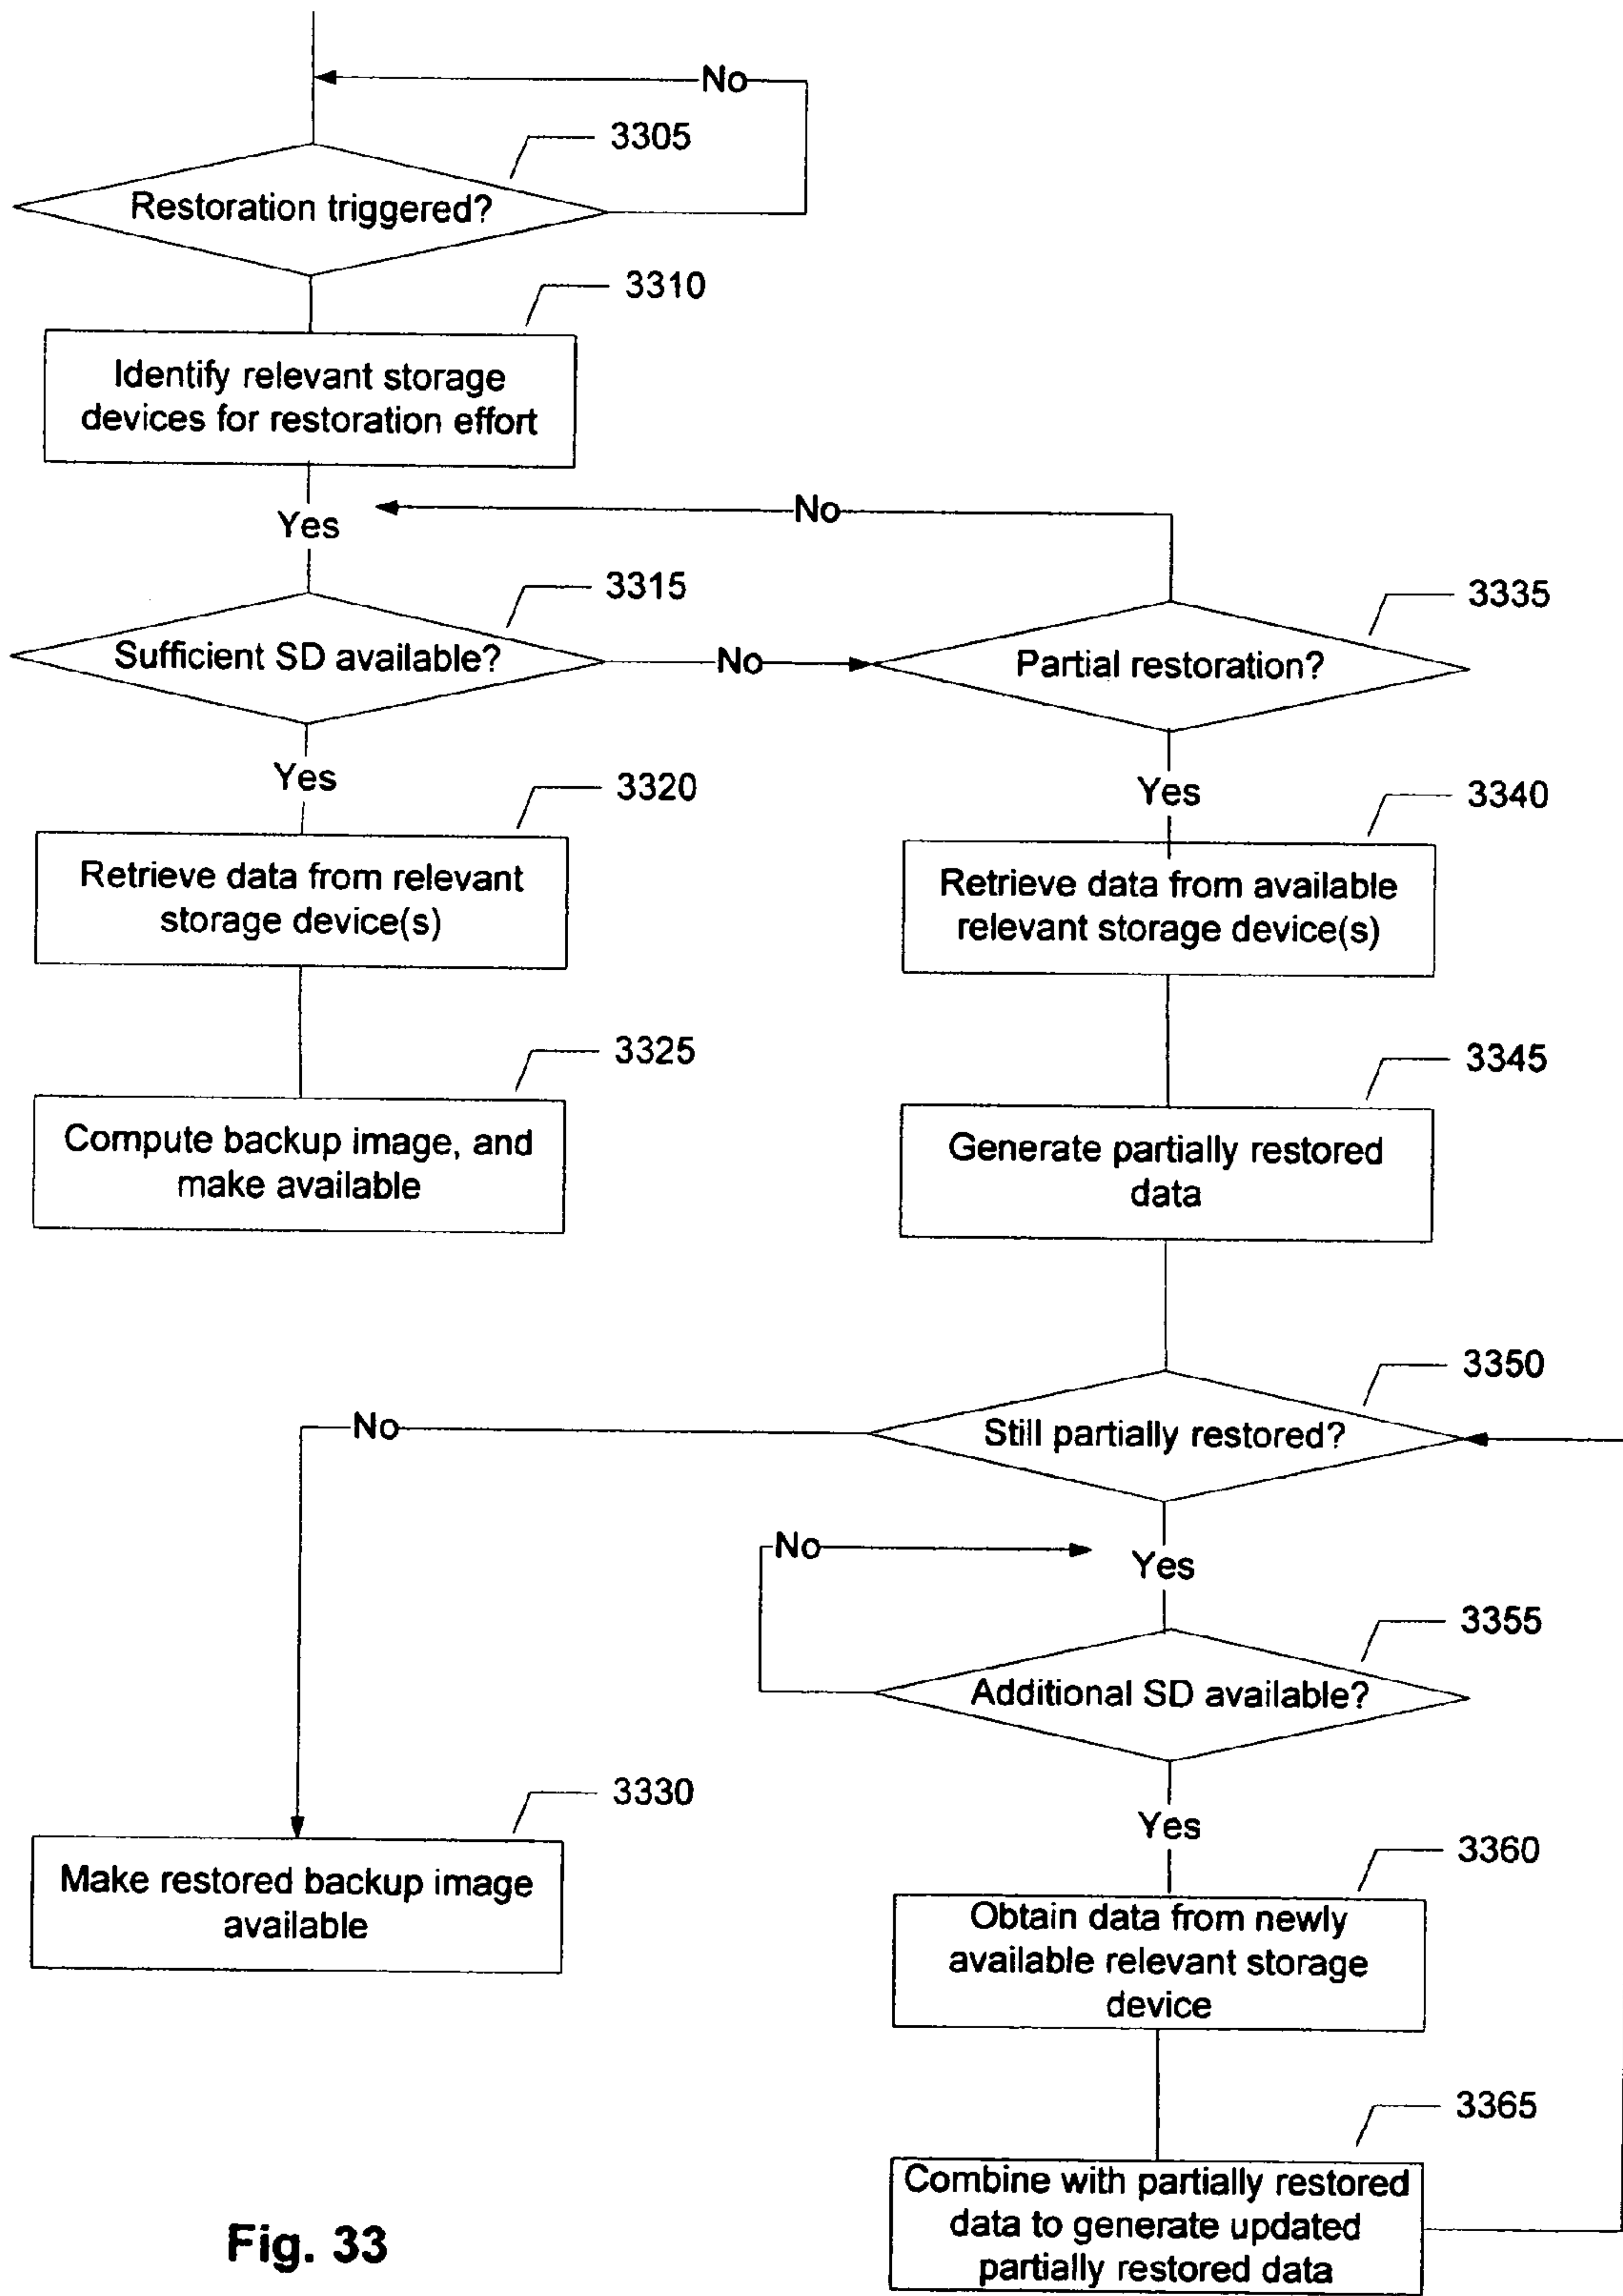 No
3305
Restoration triggered?
3310
Identify relevant storage
devices for restoration effort
Yes
No
3315
Sufficient SD available?
No
3335
Partial restoration?
Yes
3320
Retrieve data from relevant
storage device(s)
Yes
3340
Retrieve data from available
relevant storage device(s)
3325
Compute backup image, and
make available
3345
Generate partially restored
data
3350
Still partially restored?
No
No
Yes
3355
Additional SD available?
Yes
3330
Make restored backup image
available
3360
Obtain data from newly
available relevant storage
device
3365
Combine with partially restored
data to generate updated
partially restored data
Fig. 33